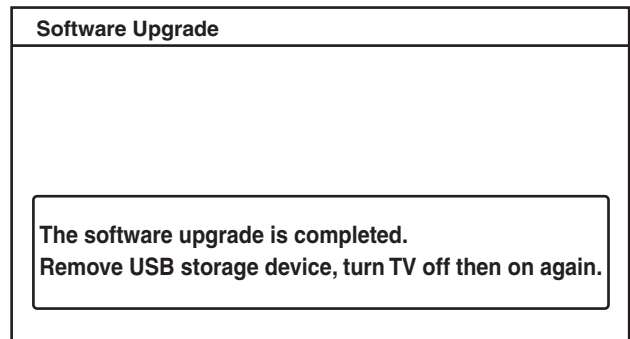 Software Upgrade
The software upgrade is completed.
Remove USB storage device, turn TV off then on again.